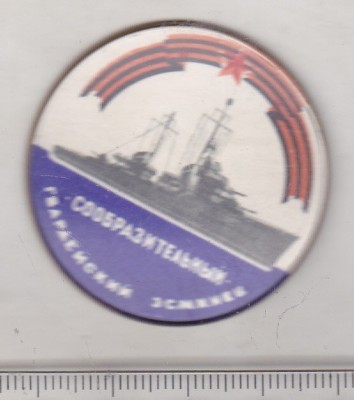 СООБРАЗИТЕЛЬНЫЙ
ГВАРДЕЙСКИЙ ЭСМИНЕЦ